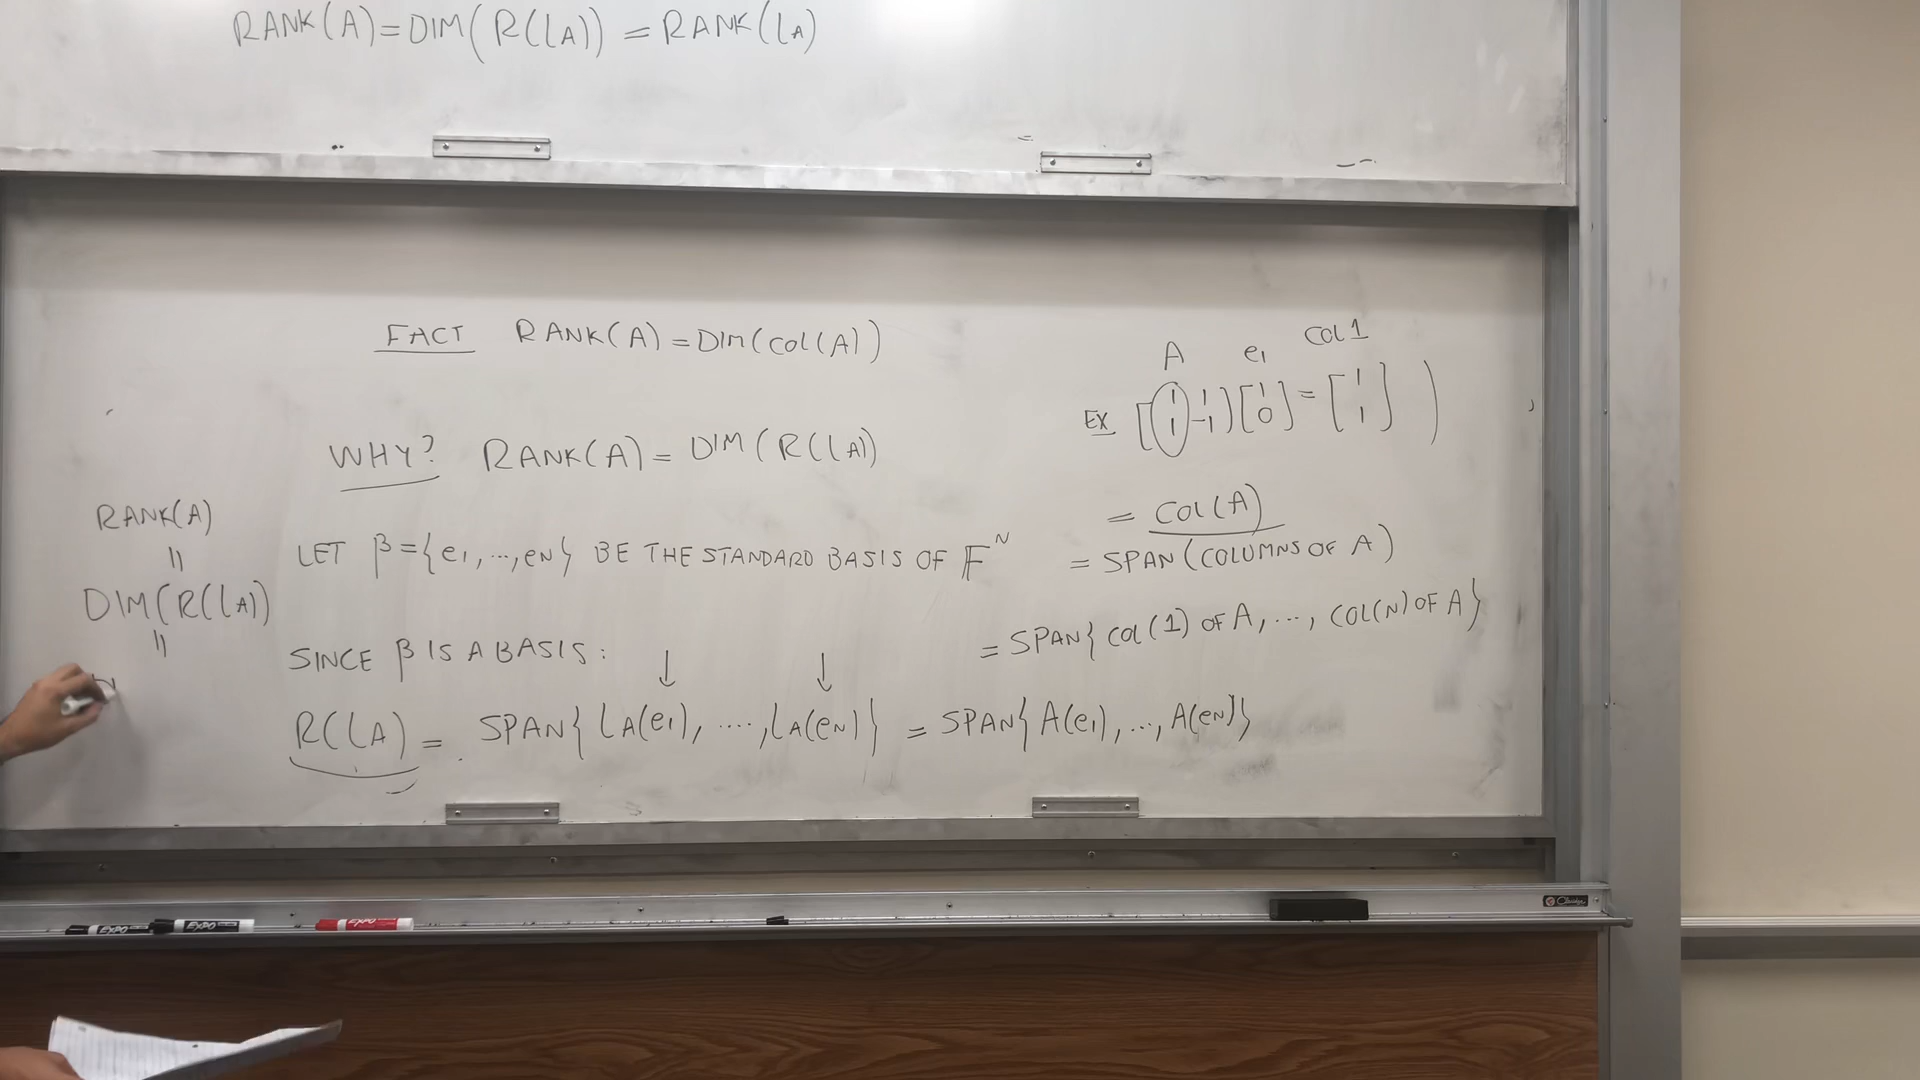 RANK(A)=DIM(R(LA)) = RANK(LA)
FACT RANK(A)=DIM(COL(A))
WHY? RANK(A)= DIM(R(LA))
LET β={e1,...,eN} BE THE STANDARD BASIS OF F^N
SINCE β IS A BASIS:
↓ ↓
R(LA) = SPAN{LA(e1), ....,LA(eN)} = SPAN{A(e1),...,A(eN)}
A e1 COL 1
EX [1 1; 1 -1][1; 0] = [1; 1] )
= COL(A)
= SPAN(COLUMNS OF A)
= SPAN{COL(1) OF A,..., COL(N) OF A}
RANK(A)
=
DIM(R(LA))
=
EXPO EXPO EXPO